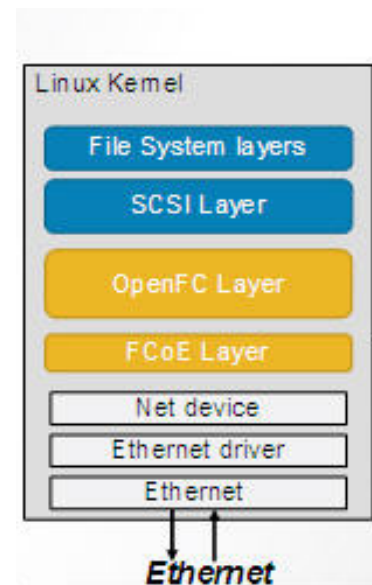 Linux Kernel
File System layers
SCSI Layer
OpenFC Layer
FCoE Layer
Net device
Ethernet driver
Ethernet
Ethernet